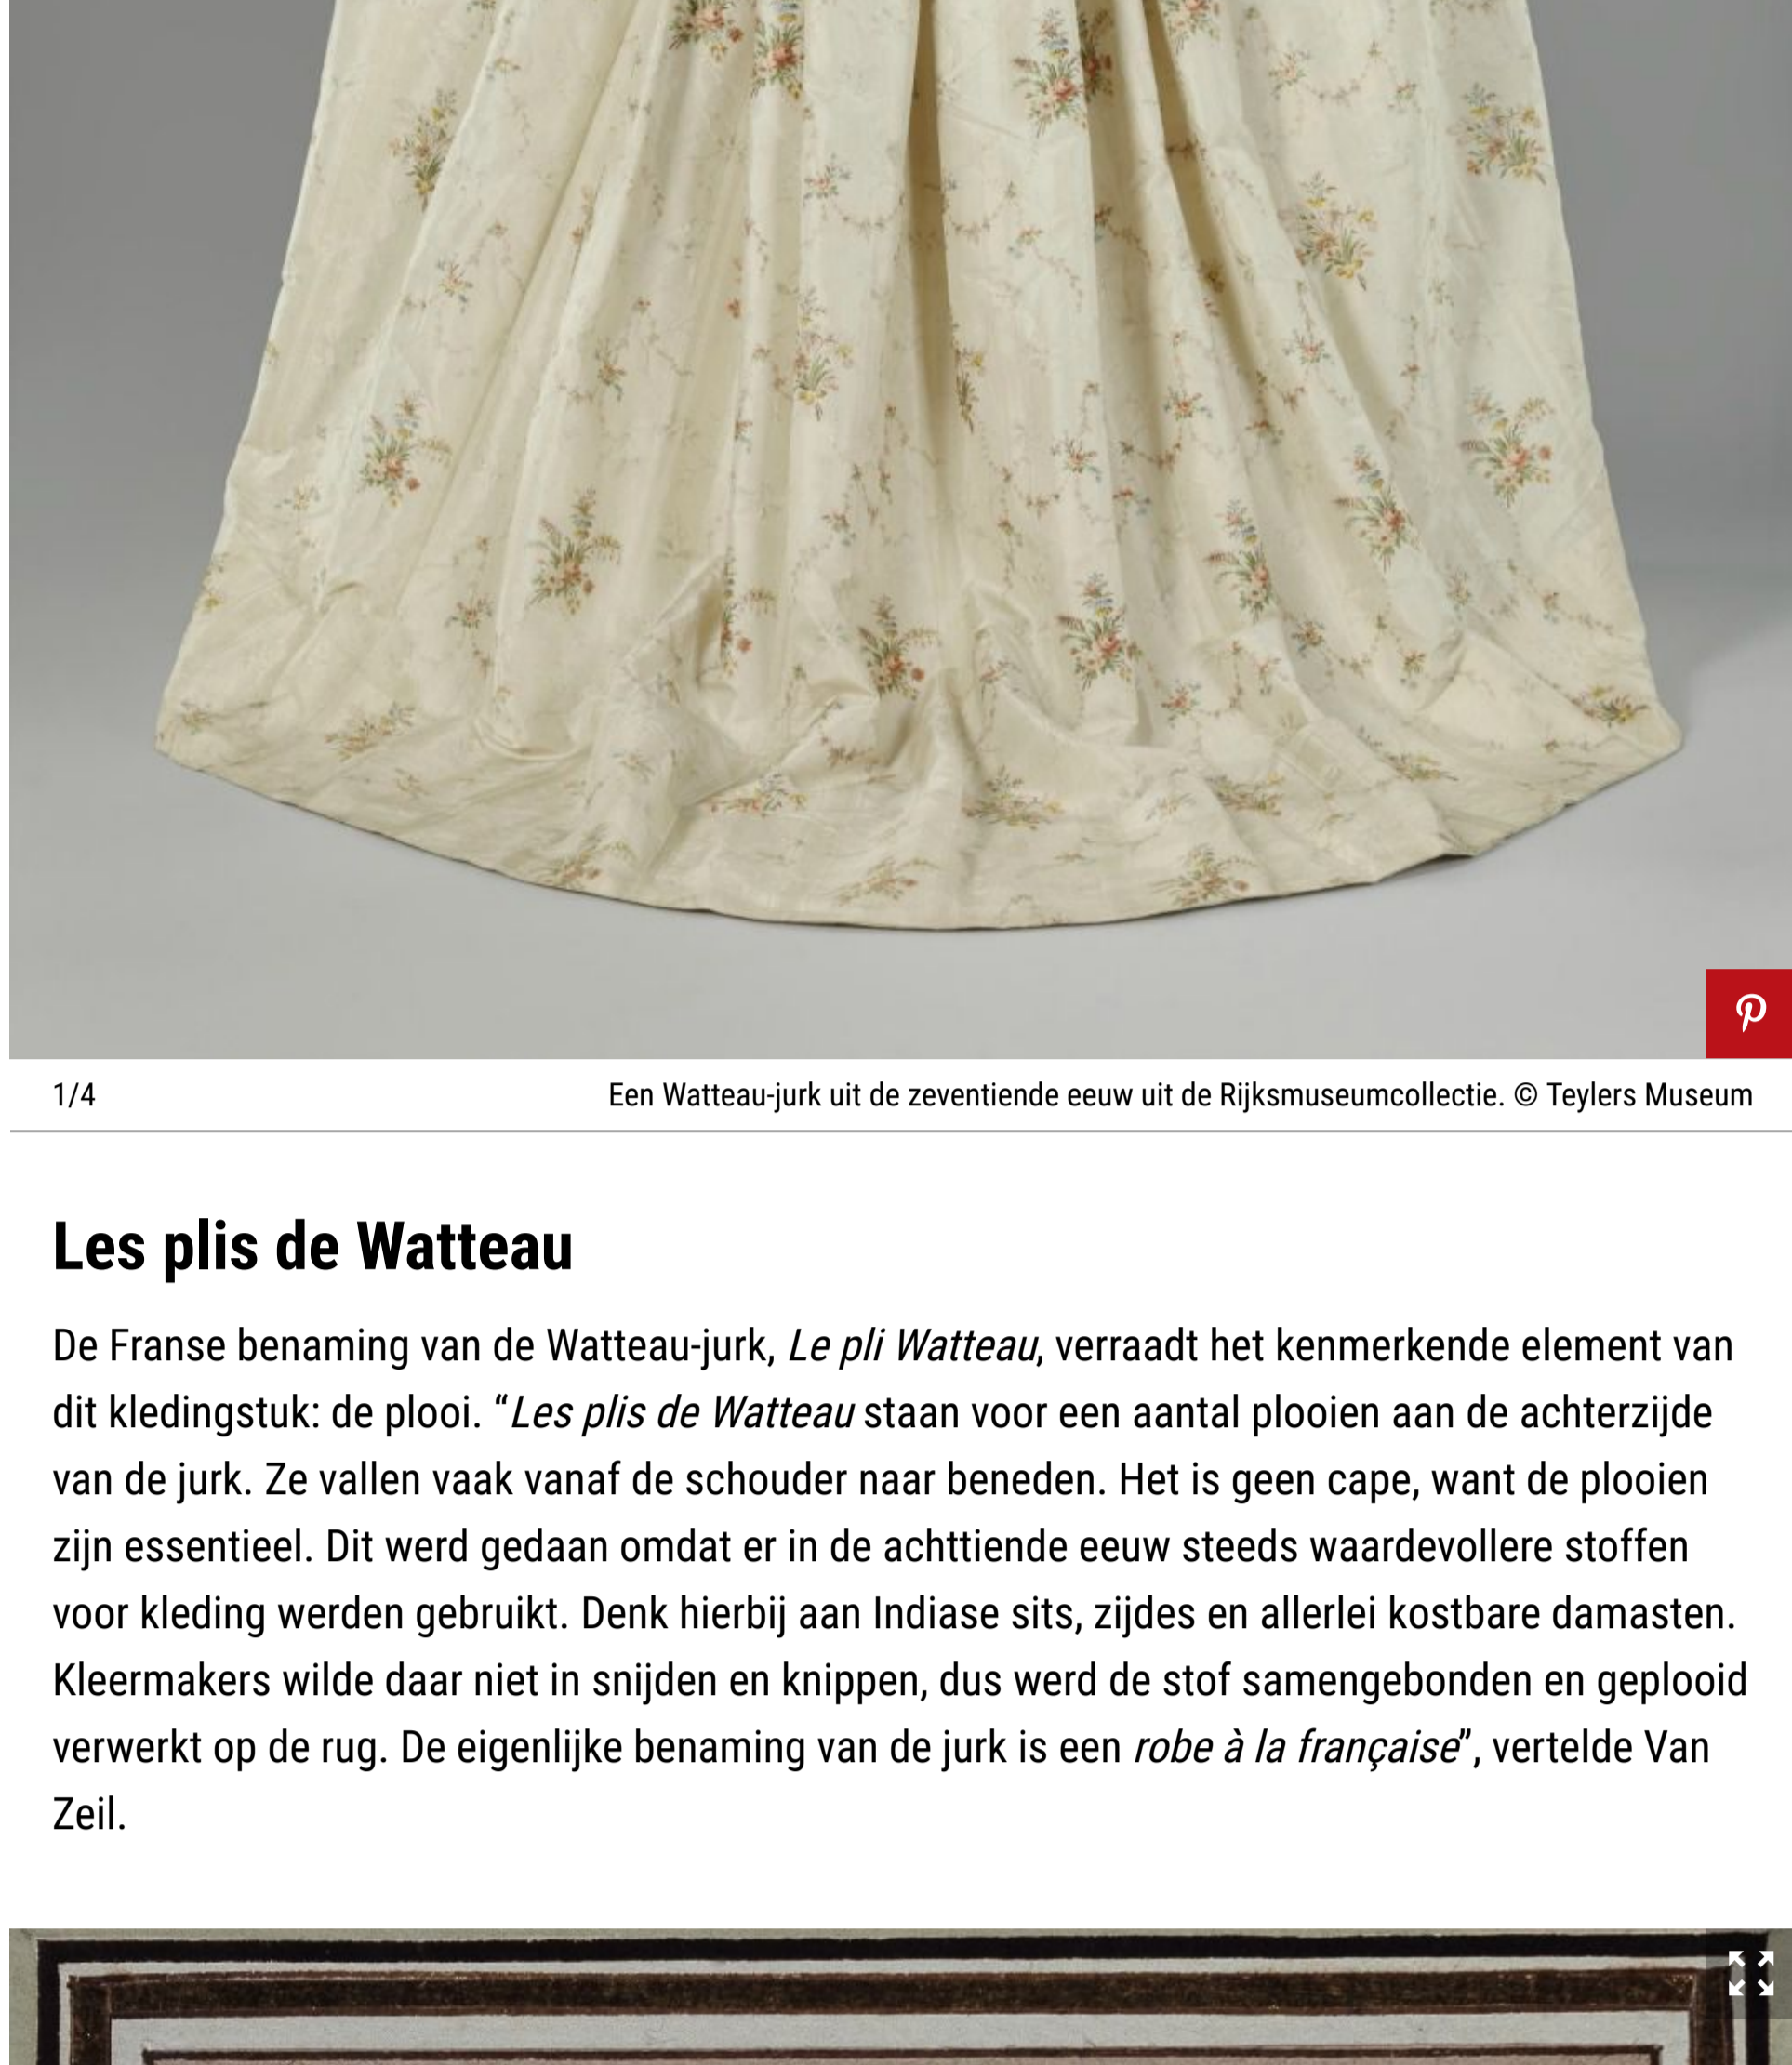 1/4
Een Watteau-jurk uit de zeventiende eeuw uit de Rijksmuseumcollectie. © Teylers Museum
Les plis de Watteau
De Franse benaming van de Watteau-jurk, Le pli Watteau, verraadt het kenmerkende element van
dit kledingstuk: de plooi. “Les plis de Watteau staan voor een aantal plooien aan de achterzijde
van de jurk. Ze vallen vaak vanaf de schouder naar beneden. Het is geen cape, want de plooien
zijn essentieel. Dit werd gedaan omdat er in de achttiende eeuw steeds waardevollere stoffen
voor kleding werden gebruikt. Denk hierbij aan Indiase sits, zijdes en allerlei kostbare damasten.
Kleermakers wilde daar niet in snijden en knippen, dus werd de stof samengebonden en geplooid
verwerkt op de rug. De eigenlijke benaming van de jurk is een robe à la française”, vertelde Van
Zeil.